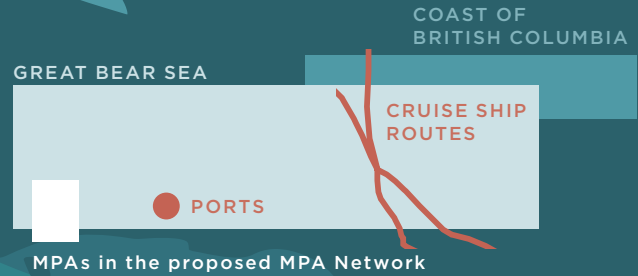 COAST OF
BRITISH COLUMBIA
GREAT BEAR SEA
CRUISE SHIP
ROUTES
PORTS
MPAs in the proposed MPA Network